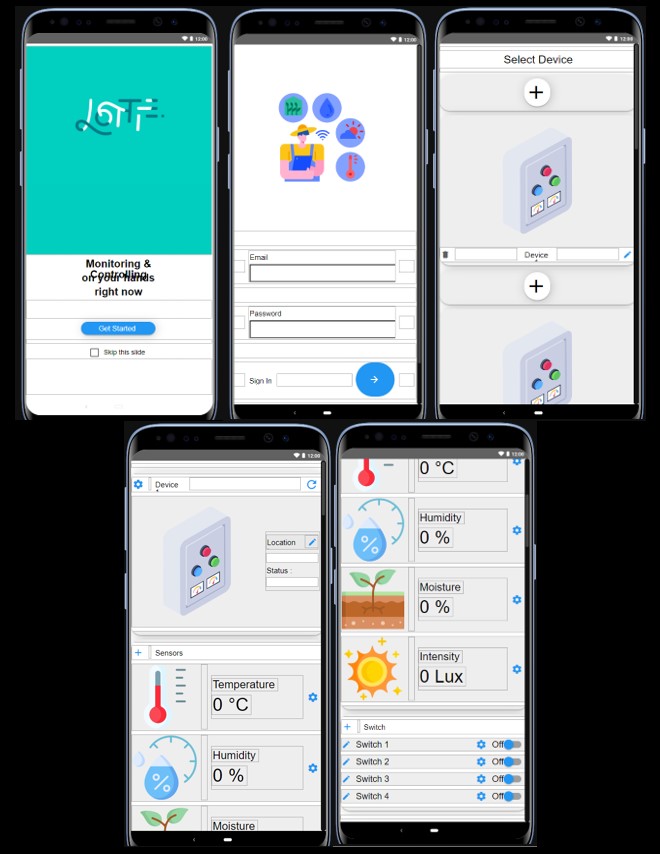 12:00
Monitoring &
Controlling
on your hands
right now
Get Started
Skip this slide
12:00
Email
Password
Sign In
12:00
Select Device
+
Device
+
12:00
Device
Location
Status :
+ Sensors
Temperature
0 °C
Humidity
%
0 %
Moisture
12:00
0 °C
Humidity
%
0 %
Moisture
0 %
Intensity
0 Lux
+ Switch
Switch 1 Off
Switch 2 Off
Switch 3 Off
Switch 4 Off